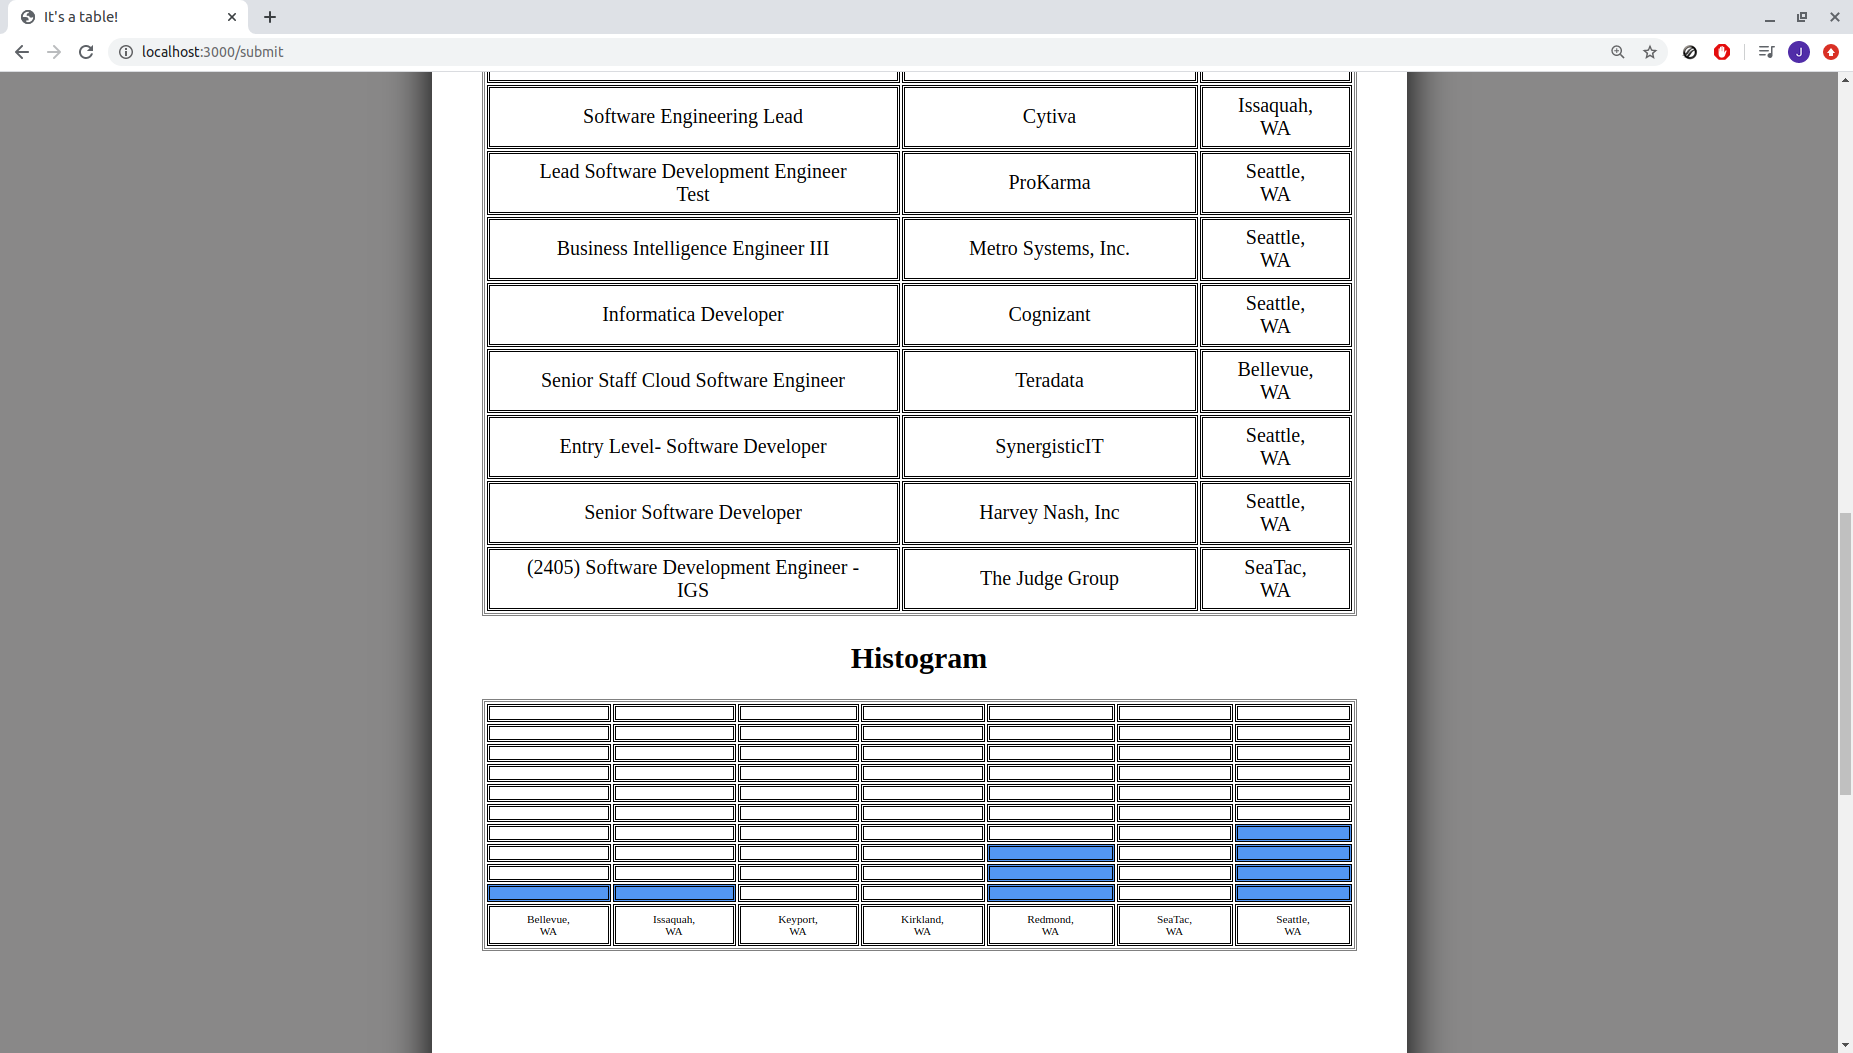 It's a table!
localhost:3000/submit
J
Software Engineering Lead
Cytiva
Issaquah,
WA
Lead Software Development Engineer
Test
ProKarma
Seattle,
WA
Business Intelligence Engineer III
Metro Systems, Inc.
Seattle,
WA
Informatica Developer
Cognizant
Seattle,
WA
Senior Staff Cloud Software Engineer
Teradata
Bellevue,
WA
Entry Level- Software Developer
SynergisticIT
Seattle,
WA
Senior Software Developer
Harvey Nash, Inc
Seattle,
WA
(2405) Software Development Engineer -
IGS
The Judge Group
SeaTac,
WA
Histogram
Bellevue,
WA
Issaquah,
WA
Keyport,
WA
Kirkland,
WA
Redmond,
WA
SeaTac,
WA
Seattle,
WA